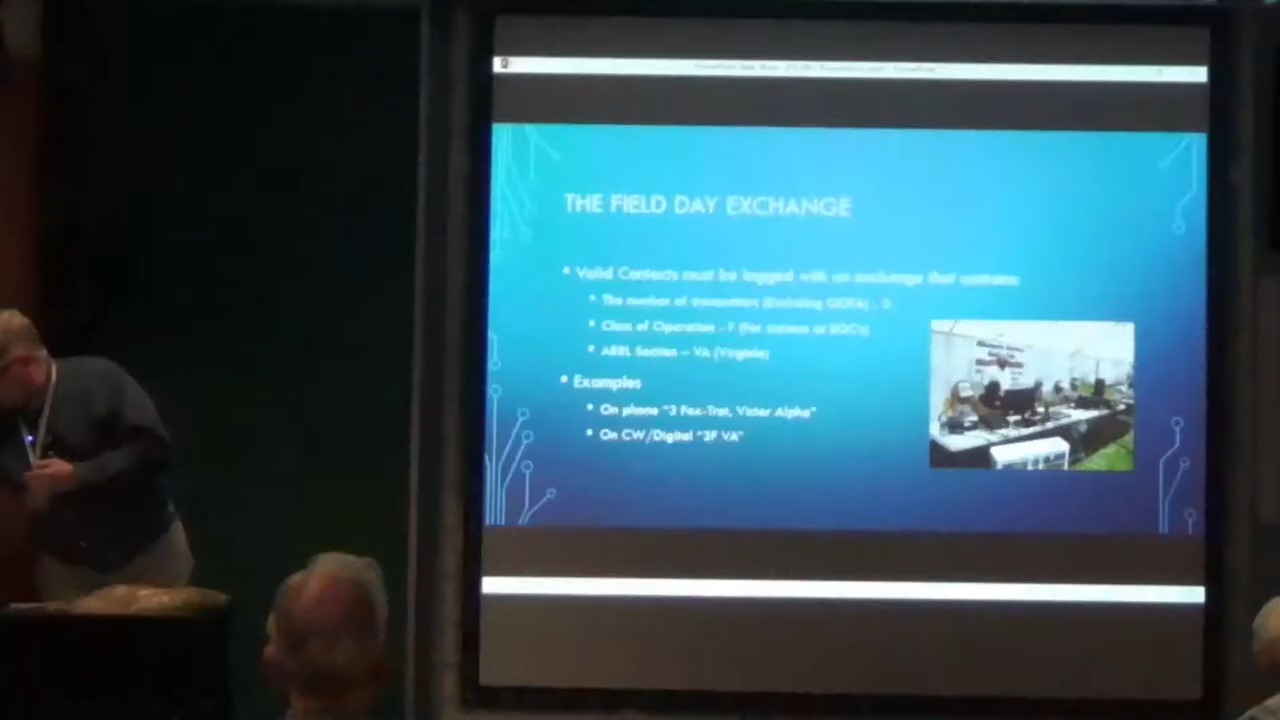 THE FIELD DAY EXCHANGE
Valid Contacts must be logged with an exchange that contains:
The number of transmitters (Excluding GOTA) - 3
Class of Operation - F (for stations at EOC's)
ARRL Section – VA (Virginia)
Examples
On phone "3 Fox-Trot, Victor Alpha"
On CW/Digital "3F VA"